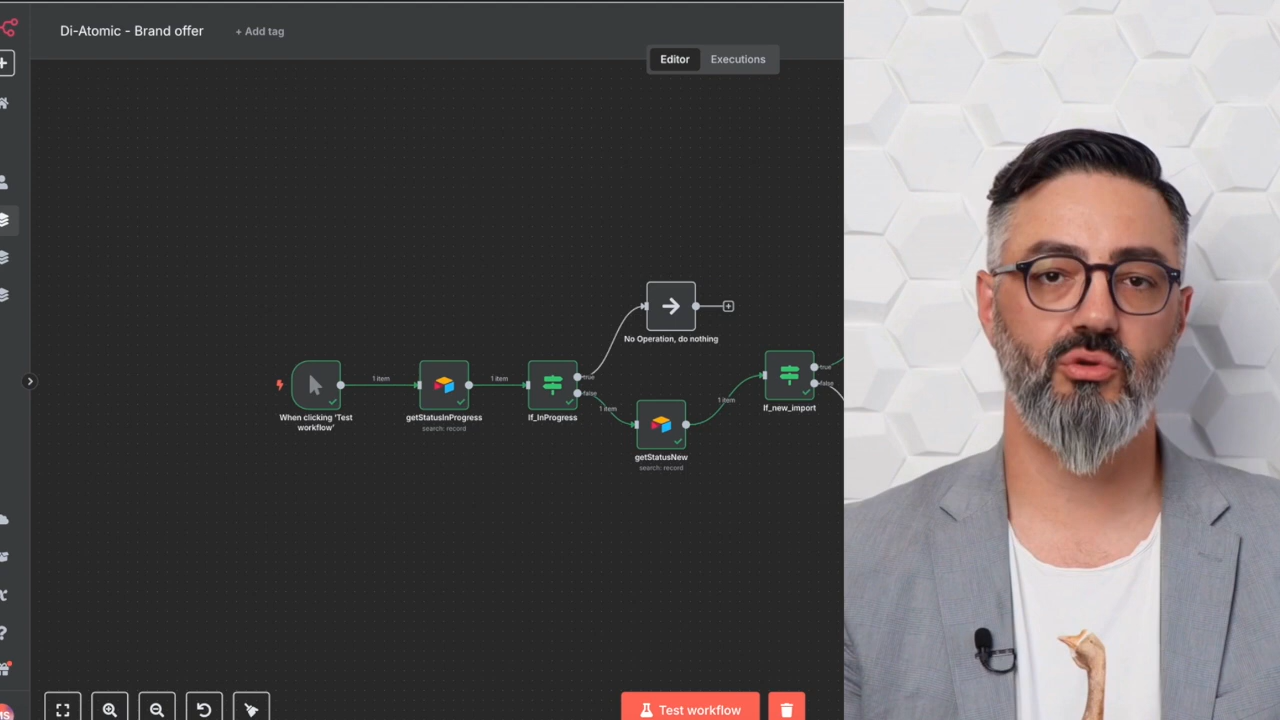 Di-Atomic - Brand offer
+ Add tag
Editor
Executions
No Operation, do nothing
1 item
1 item
true
false
1 item
1 item
true
false
When clicking 'Test
workflow'
getStatusInProgress
search: record
If_InProgress
If_new_import
getStatusNew
search: record
Test workflow
MS